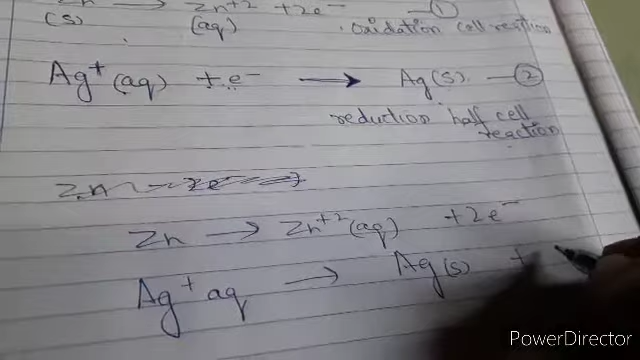 Zn → Zn+2 + 2e- — ①
(s) (aq) oxidation cell reaction
Ag+ (aq) + e- → Ag(s) — ②
reduction half cell
reaction
Zn → Zn+2 (aq) + 2e-
Ag+ aq → Ag(s) +
PowerDirector